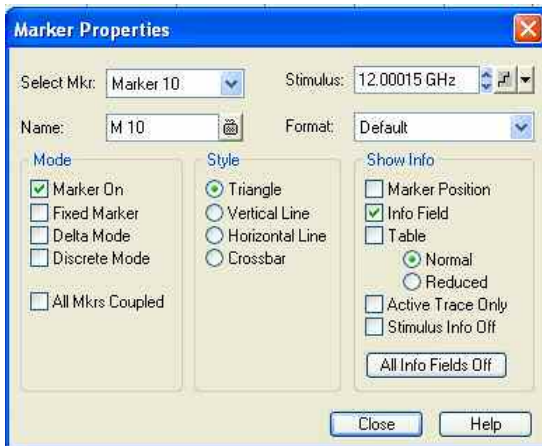 Marker Properties
Select Mkr: Marker 10 Stimulus: 12.00015 GHz
Name: M 10 Format: Default
Mode Style Show Info
Marker On Triangle Marker Position
Fixed Marker Vertical Line Info Field
Delta Mode Horizontal Line Table
Discrete Mode Crossbar Normal
Reduced
All Mkrs Coupled Active Trace Only
Stimulus Info Off
All Info Fields Off
Close Help